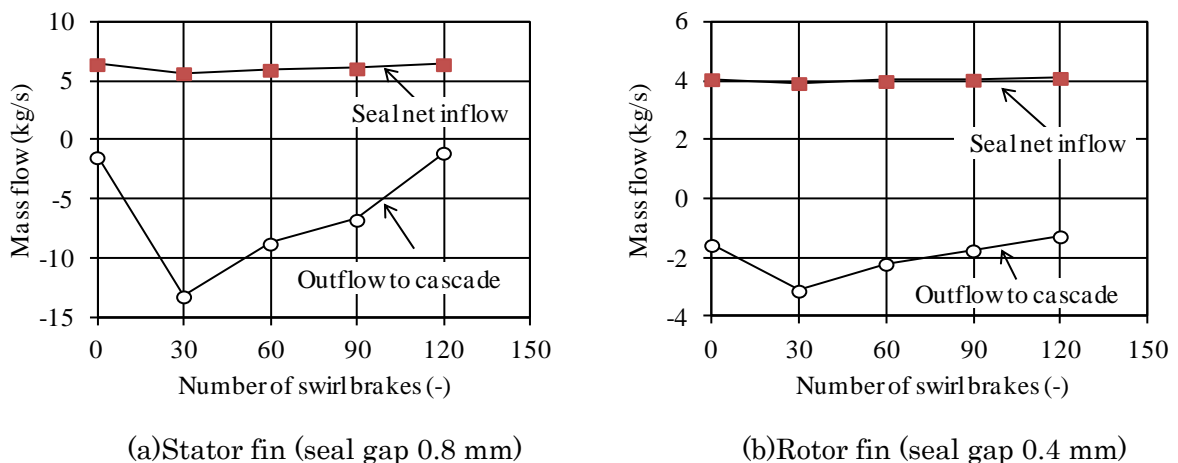 10
5
0
-5
-10
-15
Mass flow (kg/s)
Seal net inflow
Outflow to cascade
0 30 60 90 120 150
Number of swirl brakes (-)
(a)Stator fin (seal gap 0.8 mm)
6
4
2
0
-2
-4
Mass flow (kg/s)
Seal net inflow
Outflow to cascade
0 30 60 90 120 150
Number of swirl brakes (-)
(b)Rotor fin (seal gap 0.4 mm)